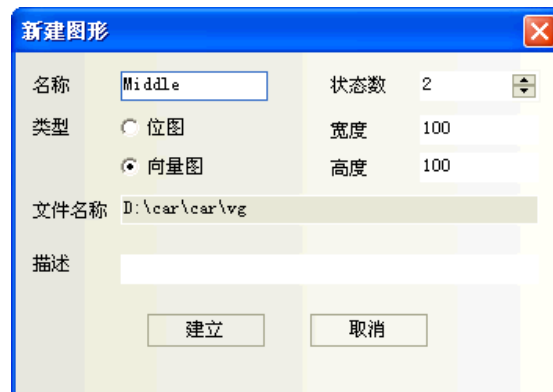 新建图形
名称 Middle 状态数 2
类型 位图 宽度 100
向量图 高度 100
文件名称 D:\car\car\vg
描述
建立 取消